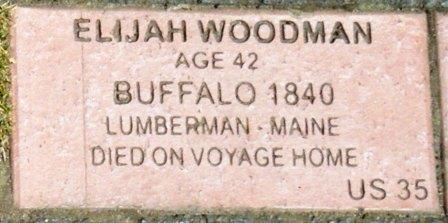 ELIJAH WOODMAN
AGE 42
BUFFALO 1840
LUMBERMAN - MAINE
DIED ON VOYAGE HOME
US 35